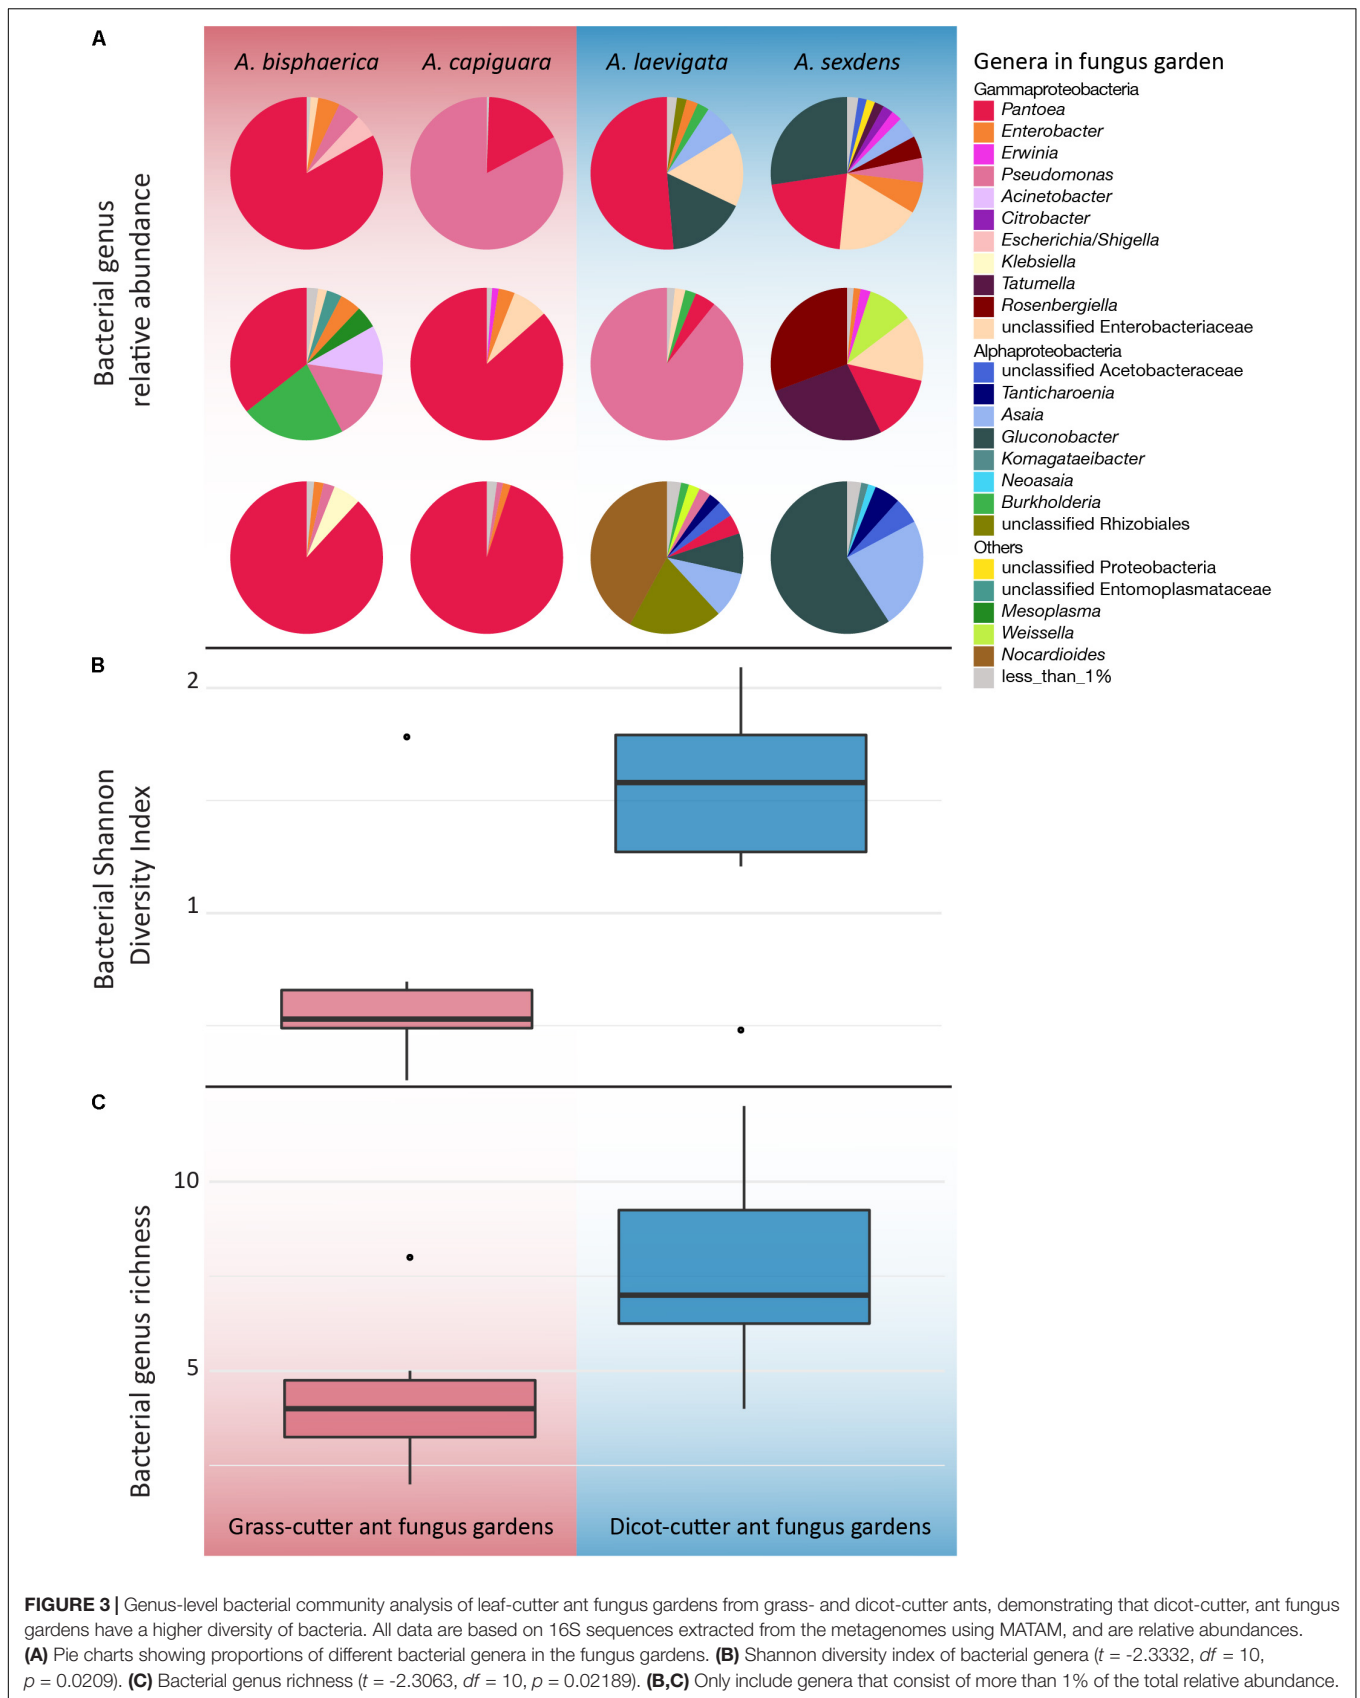 A
A. bisphaerica
A. capiguara
A. laevigata
A. sexdens
Bacterial genus
relative abundance
Genera in fungus garden
Gammaproteobacteria
Pantoea
Enterobacter
Erwinia
Pseudomonas
Acinetobacter
Citrobacter
Escherichia/Shigella
Klebsiella
Tatumella
Rosenbergiella
unclassified Enterobacteriaceae
Alphaproteobacteria
unclassified Acetobacteraceae
Tanticharoenia
Asaia
Gluconobacter
Komagataeibacter
Neoasaia
Burkholderia
unclassified Rhizobiales
Others
unclassified Proteobacteria
unclassified Entomoplasmataceae
Mesoplasma
Weissella
Nocardioides
less_than_1%
B
2
1
Bacterial Shannon
Diversity Index
C
10
5
Bacterial genus richness
Grass-cutter ant fungus gardens
Dicot-cutter ant fungus gardens
FIGURE 3 | Genus-level bacterial community analysis of leaf-cutter ant fungus gardens from grass- and dicot-cutter ants, demonstrating that dicot-cutter, ant fungus
gardens have a higher diversity of bacteria. All data are based on 16S sequences extracted from the metagenomes using MATAM, and are relative abundances.
(A) Pie charts showing proportions of different bacterial genera in the fungus gardens. (B) Shannon diversity index of bacterial genera (t = -2.3332, df = 10,
p = 0.0209). (C) Bacterial genus richness (t = -2.3063, df = 10, p = 0.02189). (B,C) Only include genera that consist of more than 1% of the total relative abundance.